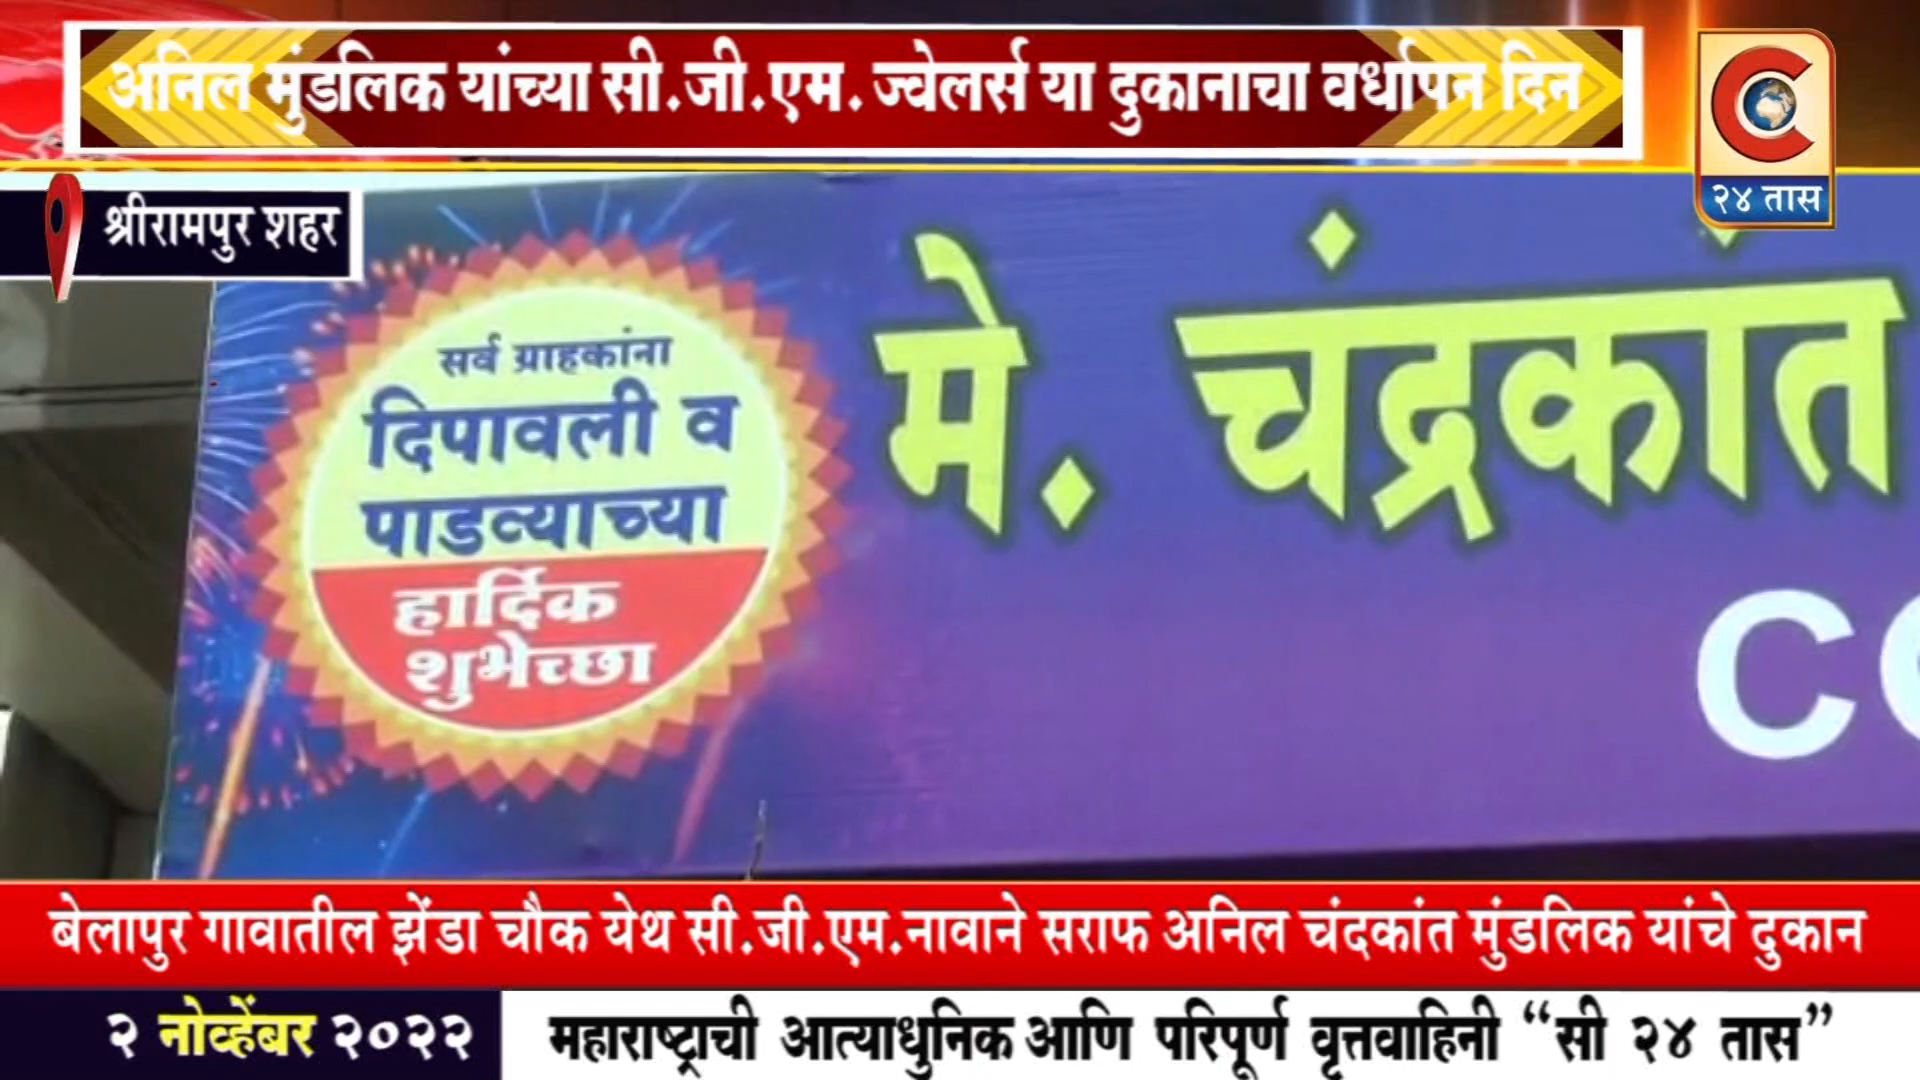 अनिल मुंडलिक यांच्या सी.जी.एम. ज्वेलर्स या दुकानाचा वर्धापन दिन
C
२४ तास
श्रीरामपुर शहर
सर्व ग्राहकांना
दिपावली व
पाडव्याच्या
हार्दिक
शुभेच्छा
मे. चंद्रकांत
बेलापुर गावातील झेंडा चौक येथ सी.जी.एम.नावाने सराफ अनिल चंदकांत मुंडलिक यांचे दुकान
२ नोव्हेंबर २०२२
महाराष्ट्राची आत्याधुनिक आणि परिपूर्ण वृत्तवाहिनी “सी २४ तास”